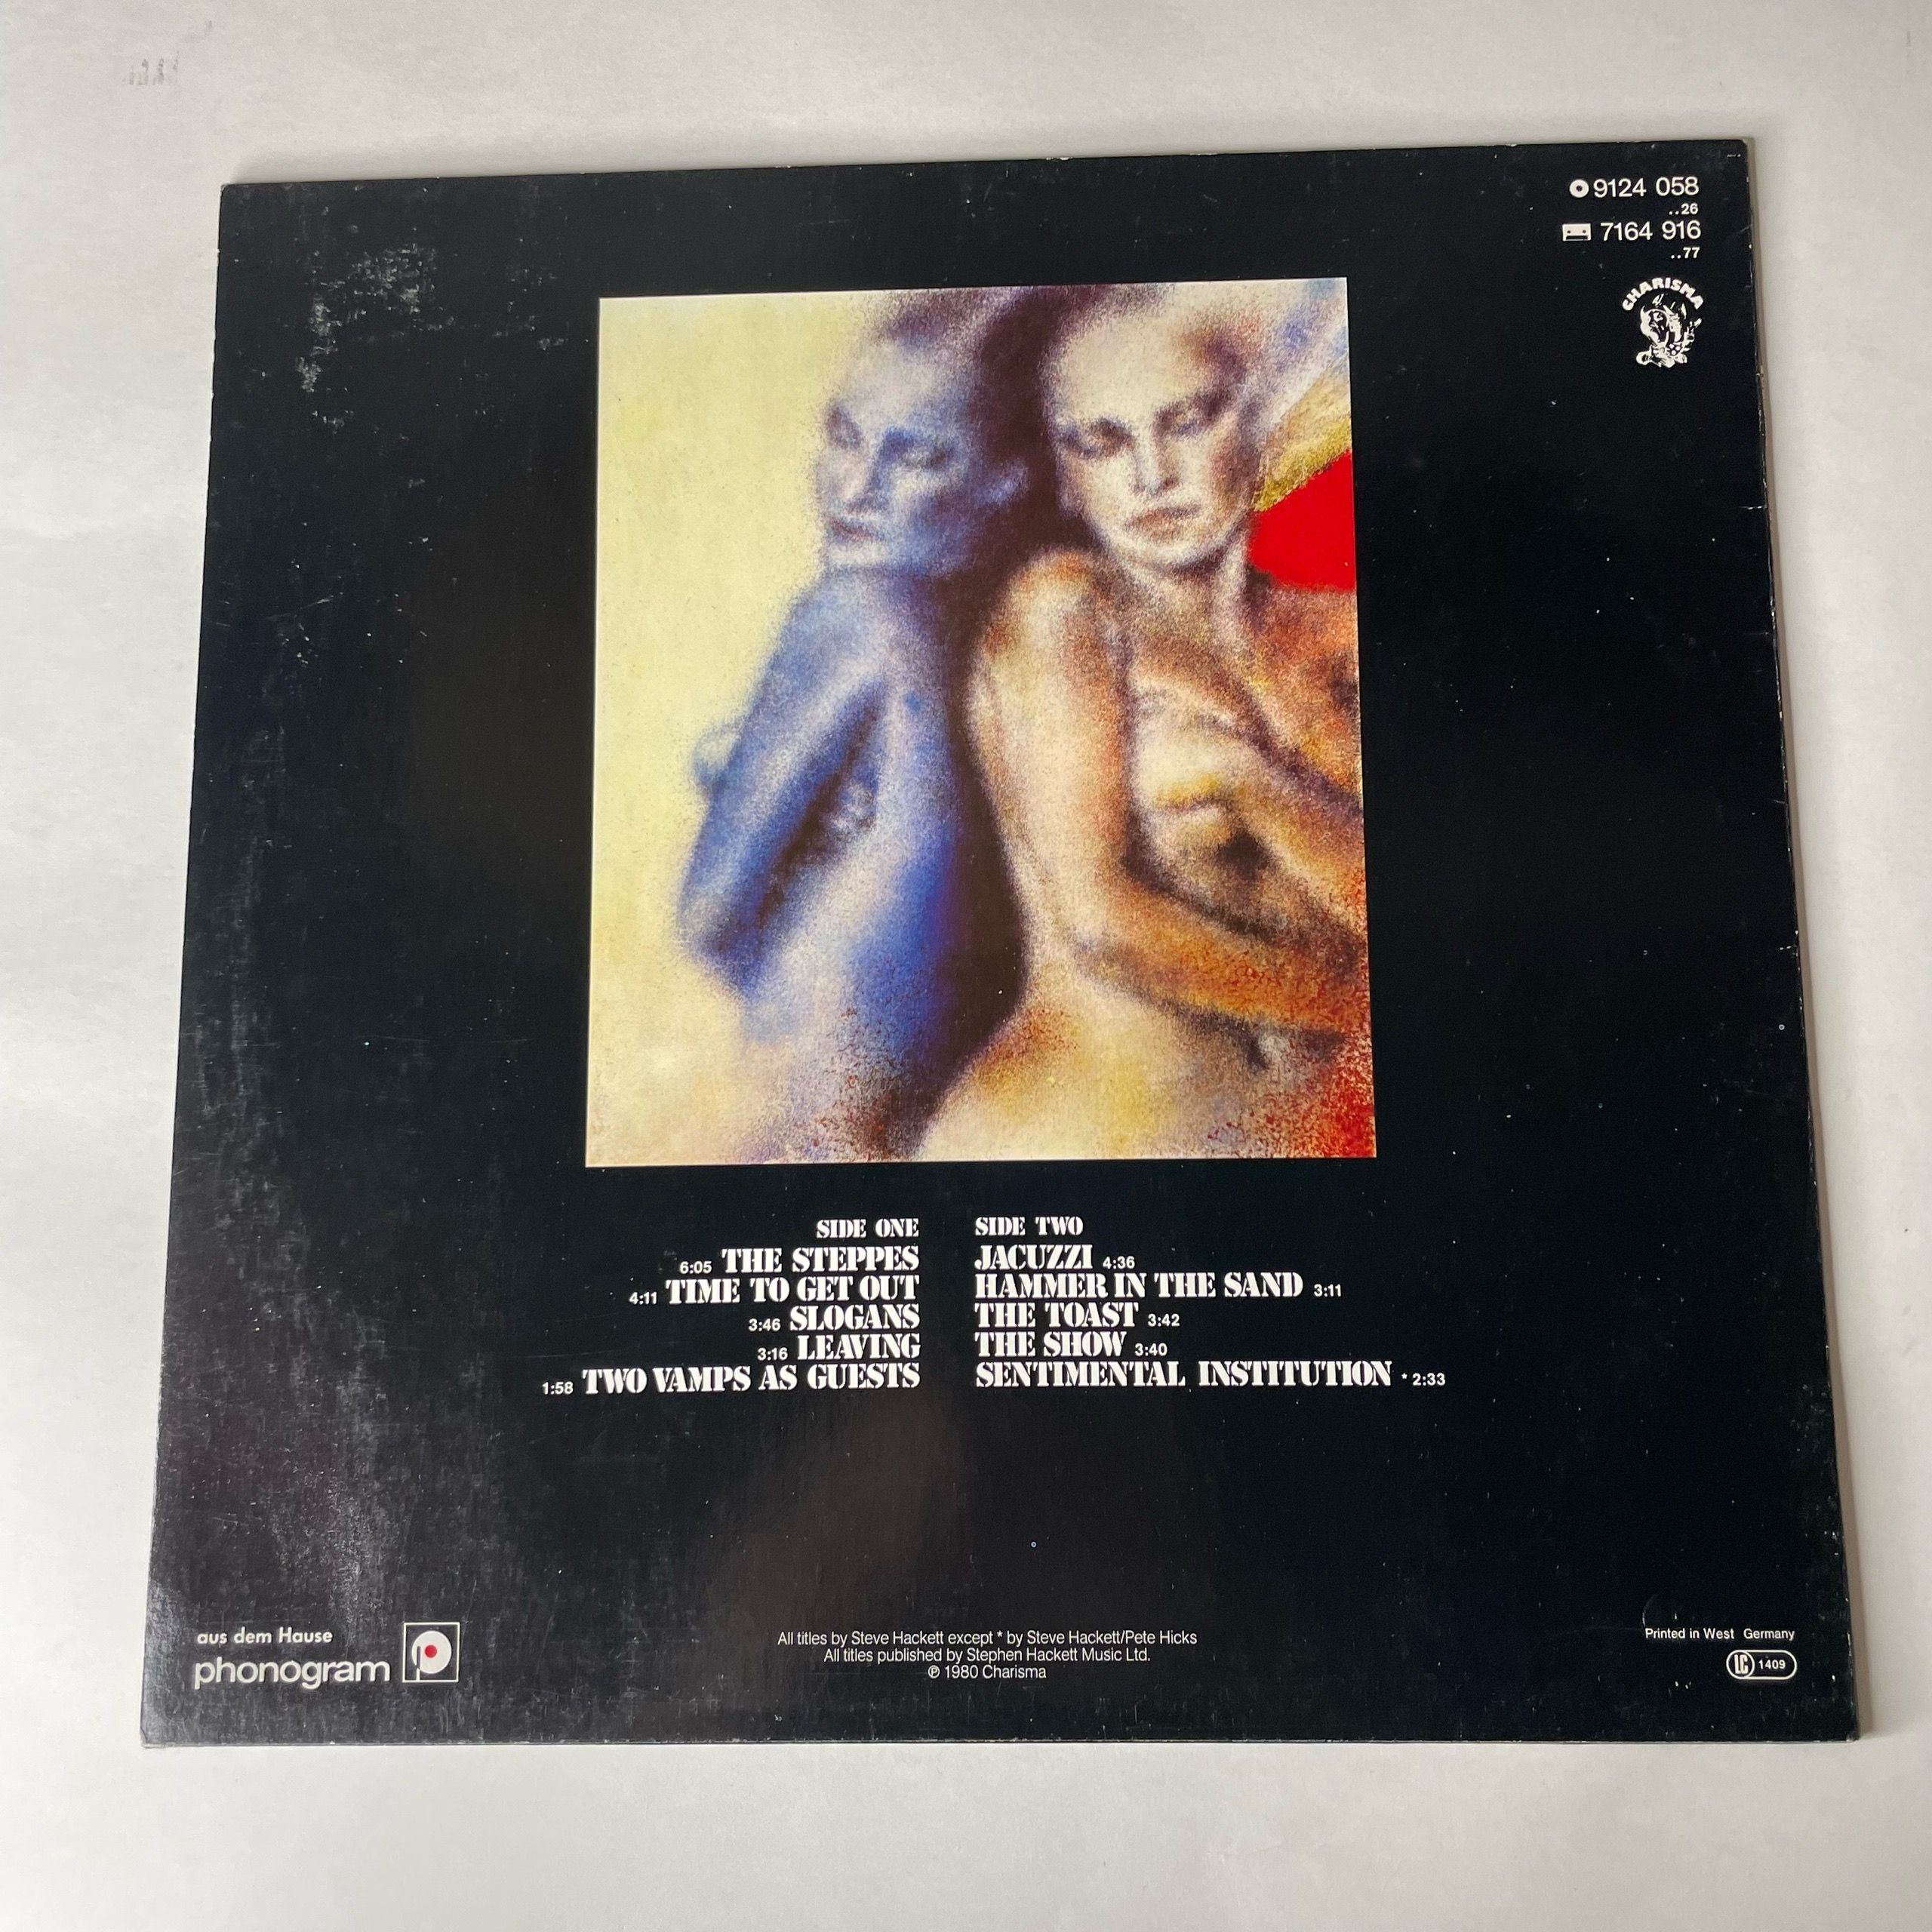 9124 058
..26
7164 916
..77
CHARISMA
SIDE ONE
6:05 THE STEPPES
4:11 TIME TO GET OUT
3:46 SLOGANS
3:16 LEAVING
1:58 TWO VAMPS AS GUESTS
SIDE TWO
JACUZZI 4:36
HAMMER IN THE SAND 3:11
THE TOAST 3:42
THE SHOW 3:40
SENTIMENTAL INSTITUTION * 2:33
aus dem Hause
phonogram
All titles by Steve Hackett except * by Steve Hackett/Pete Hicks
All titles published by Stephen Hackett Music Ltd.
℗ 1980 Charisma
Printed in West Germany
LC 1409